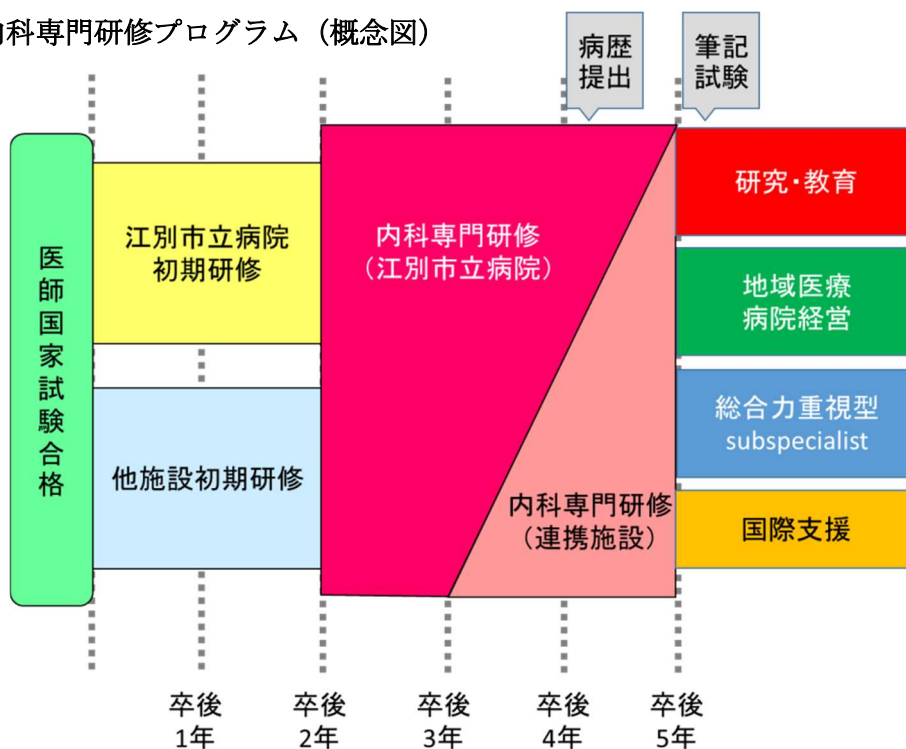 内科専門研修プログラム（概念図）
病歴
提出
筆記
試験
医師国家試験合格
江別市立病院
初期研修
他施設初期研修
内科専門研修
（江別市立病院）
内科専門研修
（連携施設）
研究・教育
地域医療
病院経営
総合力重視型
subspecialist
国際支援
卒後
1年
卒後
2年
卒後
3年
卒後
4年
卒後
5年